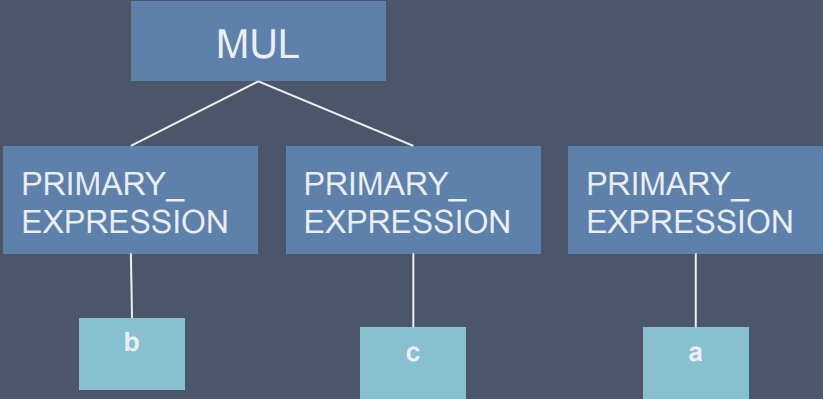 MUL
PRIMARY_
EXPRESSION
PRIMARY_
EXPRESSION
PRIMARY_
EXPRESSION
b
c
a